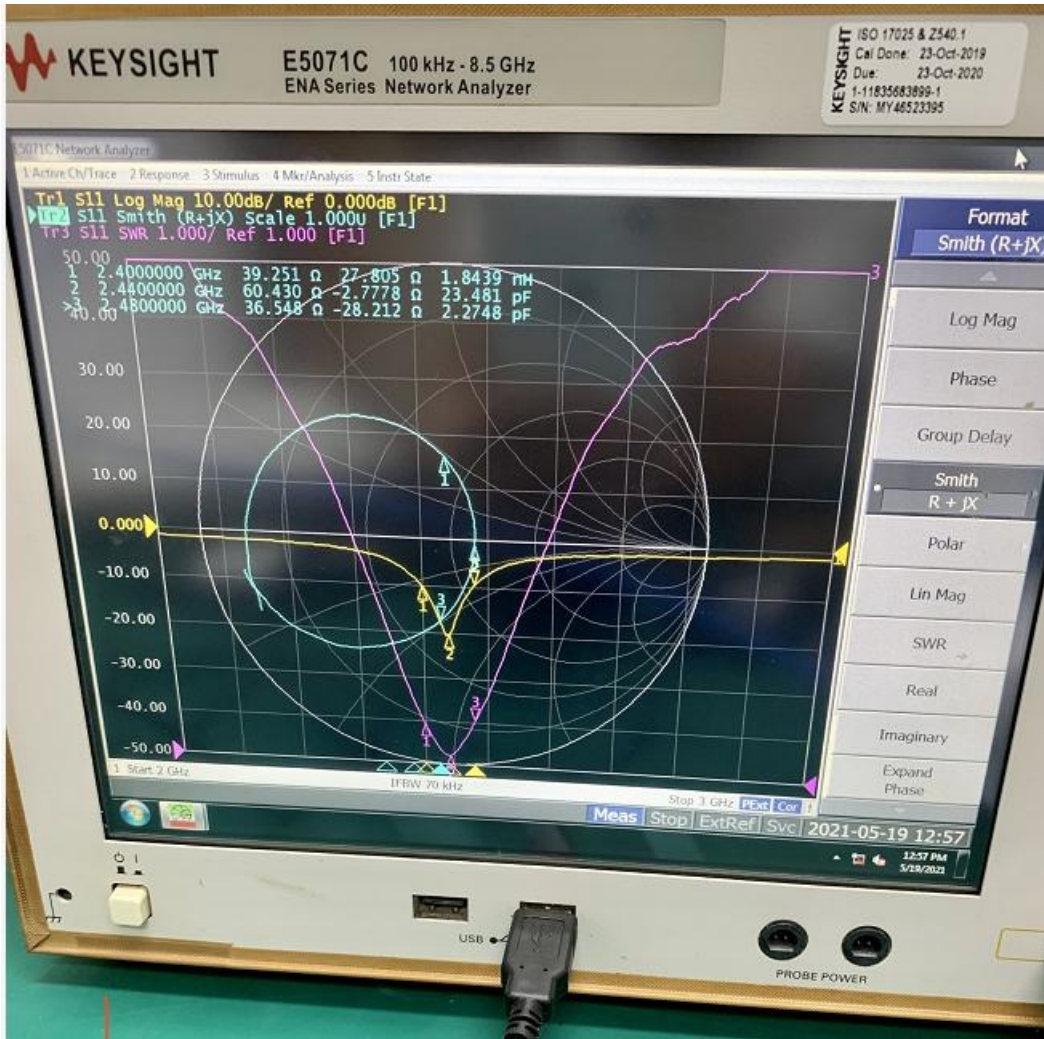 KEYSIGHT
E5071C 100 kHz - 8.5 GHz
ENA Series Network Analyzer
KEYSIGHT
ISO 17025 & Z540.1
Cal Done: 23-Oct-2019
Due: 23-Oct-2020
1-11835683899-1
S/N: MY46523395
E5071C Network Analyzer
1 Active Ch/Trace 2 Response 3 Stimulus 4 Mkr/Analysis 5 Instr State
Tr1 S11 Log Mag 10.00dB/ Ref 0.000dB [F1]
Tr2 S11 Smith (R+jX) Scale 1.000U [F1]
Tr3 S11 SWR 1.000/ Ref 1.000 [F1]
50.00
1 2.4000000 GHz 39.251 Ω 27.805 Ω 1.8439 nH
2 2.4400000 GHz 60.430 Ω -2.7778 Ω 23.481 pF
>3 2.4800000 GHz 36.548 Ω -28.212 Ω 2.2748 pF
40.00
30.00
20.00
10.00
0.000
-10.00
-20.00
-30.00
-40.00
-50.00
3
1
1
3
2
3
1
1 Start 2 GHz
IFBW 70 kHz
Stop 3 GHz PExt Cor !
Meas Stop ExtRef Svc 2021-05-19 12:57
12:57 PM
5/19/2021
Format
Smith (R+jX)
Log Mag
Phase
Group Delay
Smith
R + jX
Polar
Lin Mag
SWR
Real
Imaginary
Expand
Phase
USB
PROBE POWER